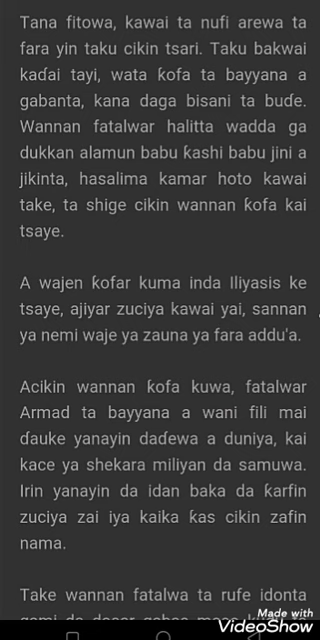 Tana fitowa, kawai ta nufi arewa ta
fara yin taku cikin tsari. Taku bakwai
kaɗai tayi, wata ƙofa ta bayyana a
gabanta, kana daga bisani ta buɗe.
Wannan fatalwar halitta wadda ga
dukkan alamun babu ƙashi babu jini a
jikinta, hasalima kamar hoto kawai
take, ta shige cikin wannan ƙofa kai
tsaye.
A wajen ƙofar kuma inda Iliyasis ke
tsaye, ajiyar zuciya kawai yai, sannan
ya nemi waje ya zauna ya fara addu'a.
Acikin wannan ƙofa kuwa, fatalwar
Armad ta bayyana a wani fili mai
ɗauke yanayin daɗewa a duniya, kai
kace ya shekara miliyan da samuwa.
Irin yanayin da idan baka da ƙarfin
zuciya zai iya kaika ƙas cikin zafin
nama.
Take wannan fatalwa ta rufe idonta
Made with
VideoShow